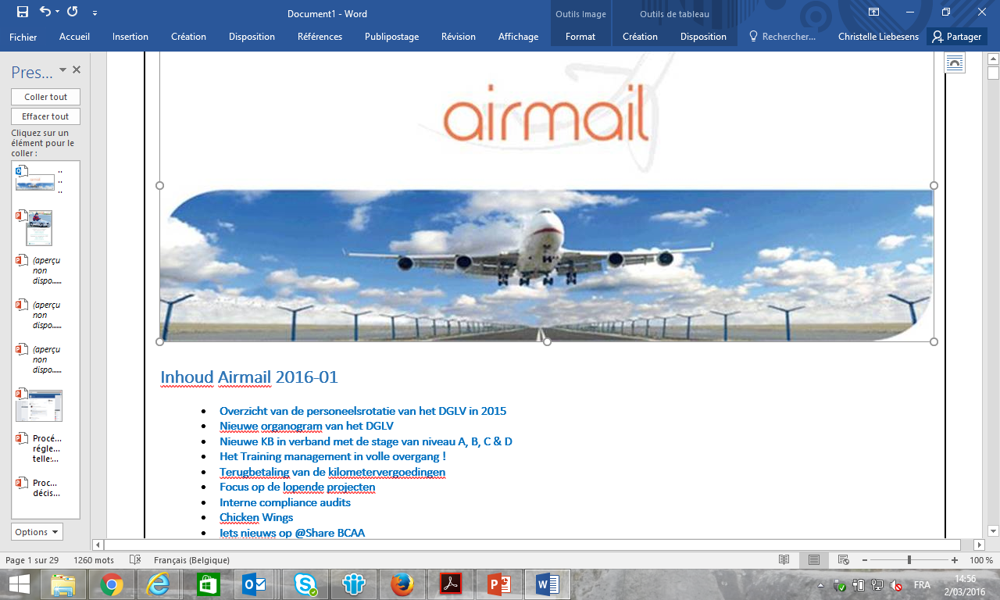 Document1 - Word
Outils Image
Outils de tableau
Fichier
Accueil
Insertion
Création
Disposition
Références
Publipostage
Révision
Affichage
Format
Création
Disposition
Rechercher...
Christelle Liebesens
Partager
Pres...
Coller tout
Effacer tout
Cliquez sur un
élément pour le
coller :
..
..
..
(aperçu
non
dispo......
(aperçu
non
dispo......
(aperçu
non
dispo......
Procé...
régle...
telle:...
Proc...
décis...
Options
airmail
Inhoud Airmail 2016-01
• Overzicht van de personeelsrotatie van het DGLV in 2015
• Nieuwe organogram van het DGLV
• Nieuwe KB in verband met de stage van niveau A, B, C & D
• Het Training management in volle overgang !
• Terugbetaling van de kilometervergoedingen
• Focus op de lopende projecten
• Interne compliance audits
• Chicken Wings
• Iets nieuws op @Share BCAA
Page 1 sur 29
1260 mots
Français (Belgique)
100 %
FRA
14:56
2/03/2016